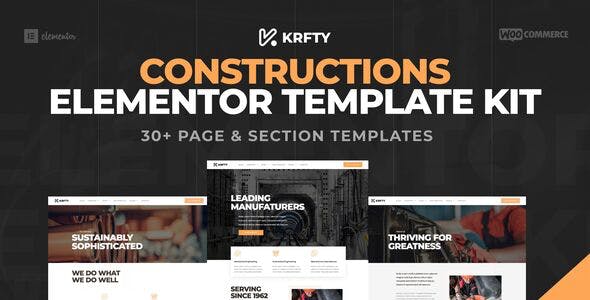 elementor
KRFTY
WOO COMMERCE
CONSTRUCTIONS
ELEMENTOR TEMPLATE KIT
30+ PAGE & SECTION TEMPLATES
KRFTY
SUSTAINABLY
SOPHISTICATED
WE DO WHAT
WE DO WELL
KRFTY
LEADING
MANUFATURERS
SERVING
SINCE 1962
KRFTY
THRIVING FOR
GREATNESS